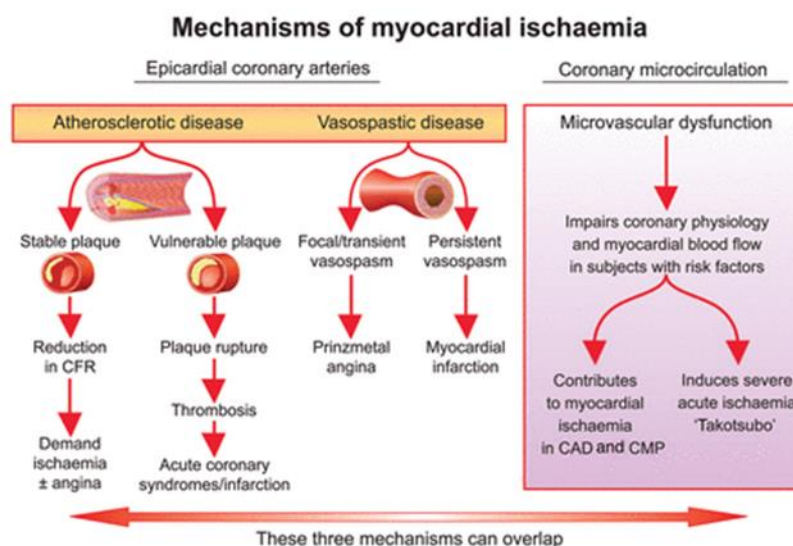 Mechanisms of myocardial ischaemia
Epicardial coronary arteries
Coronary microcirculation
Atherosclerotic disease
Vasospastic disease
Microvascular dysfunction
Stable plaque
Vulnerable plaque
Focal/transient
vasospasm
Persistent
vasospasm
Impairs coronary physiology
and myocardial blood flow
in subjects with risk factors
Reduction
in CFR
Plaque rupture
Prinzmetal
angina
Myocardial
infarction
Thrombosis
Contributes
to myocardial
ischaemia
in CAD and CMP
Induces severe
acute ischaemia
'Takotsubo'
Demand
ischaemia
± angina
Acute coronary
syndromes/infarction
These three mechanisms can overlap